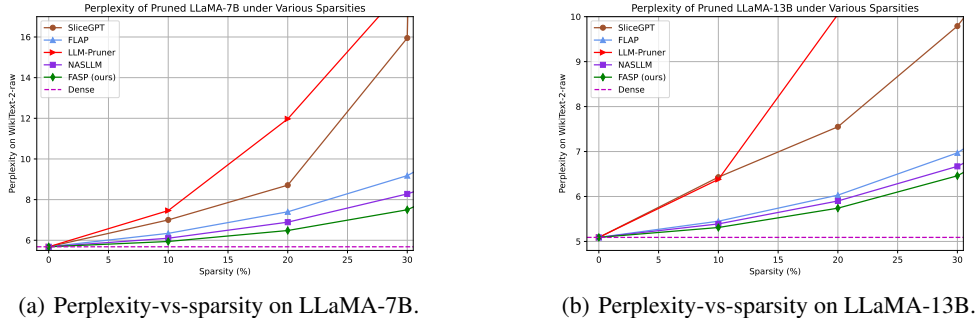 Perplexity of Pruned LLaMA-7B under Various Sparsities
Perplexity on WikiText-2-raw
16
14
12
10
8
6
SliceGPT
FLAP
LLM-Pruner
NASLLM
FASP (ours)
Dense
0
5
10
15
20
25
30
Sparsity (%)
(a) Perplexity-vs-sparsity on LLaMA-7B.
Perplexity of Pruned LLaMA-13B under Various Sparsities
Perplexity on WikiText-2-raw
10
9
8
7
6
5
SliceGPT
FLAP
LLM-Pruner
NASLLM
FASP (ours)
Dense
0
5
10
15
20
25
30
Sparsity (%)
(b) Perplexity-vs-sparsity on LLaMA-13B.